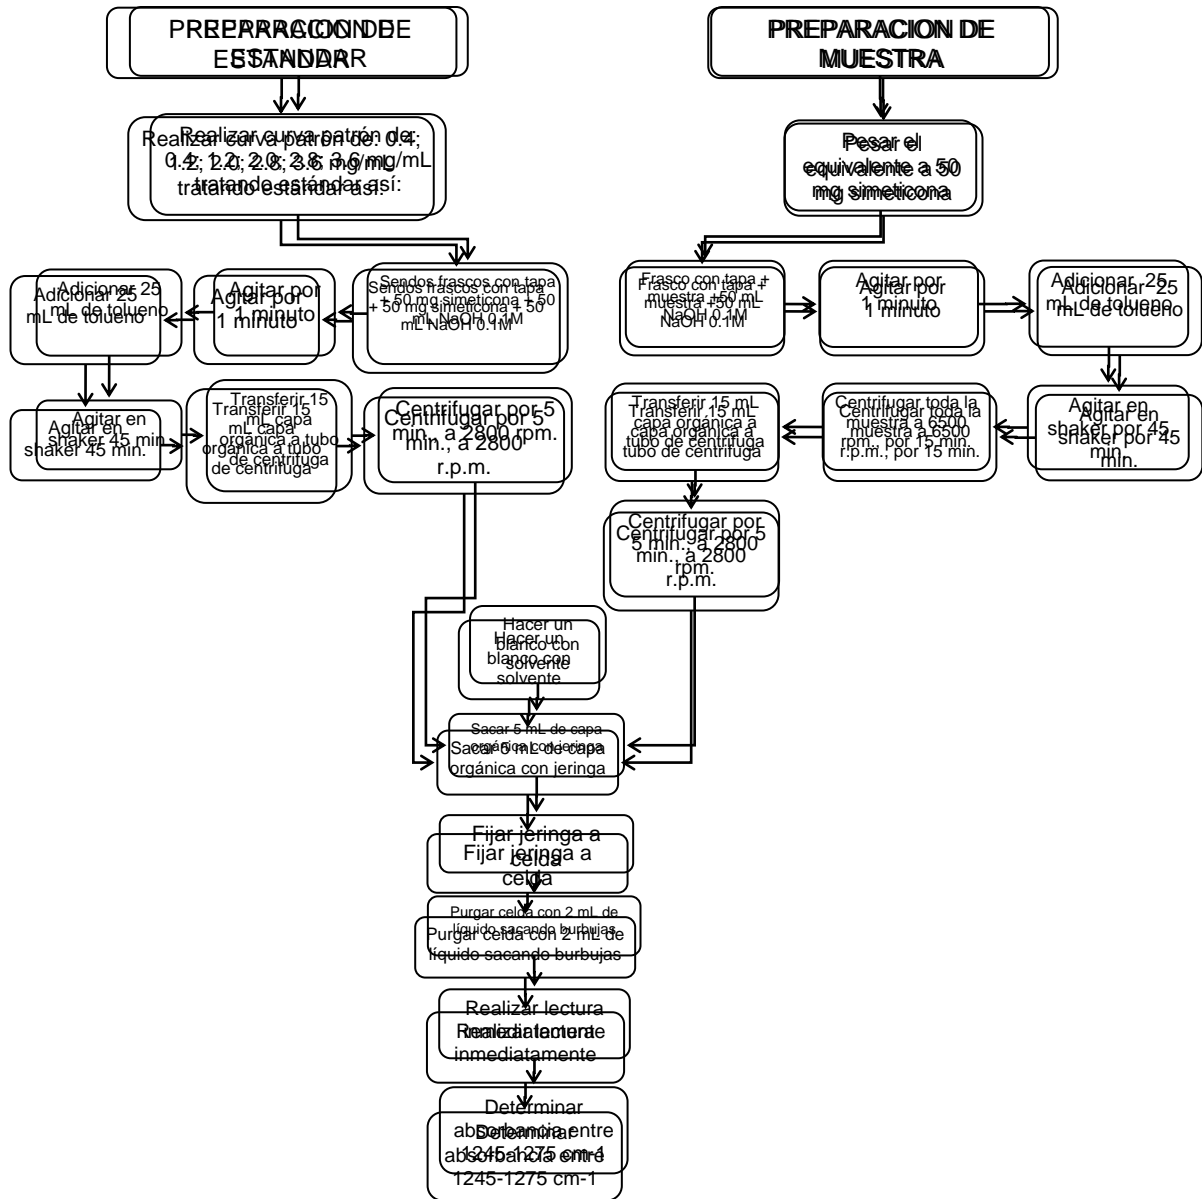 PREPARACION DE
ESTANDAR
PREPARACION DE
MUESTRA
Realizar curva patrón de: 0.4;
1.2; 2.0; 2.8; 3.6 mg/mL
tratando estándar así:
Pesar el
equivalente a 50
mg simeticona
Adicionar 25
mL de tolueno
Agitar por
1 minuto
Sendos frascos con tapa
+ 50 mg simeticona + 50
mL NaOH 0.1M
Frasco con tapa +
muestra +50 mL
NaOH 0.1M
Agitar por
1 minuto
Adicionar 25
mL de tolueno
Agitar en
shaker 45 min.
Transferir 15
mL capa
orgánica a tubo
de centrifuga
Centrifugar por 5
min., a 2800
r.p.m.
Transferir 15 mL
capa orgánica a
tubo de centrifuga
Centrifugar toda la
muestra a 6500
r.p.m., por 15 min.
Agitar en
shaker por 45
min.
Centrifugar por 5
min., a 2800
r.p.m.
Hacer un
blanco con
solvente
Sacar 5 mL de capa
orgánica con jeringa
Fijar jeringa a
celda
Purgar celda con 2 mL de
líquido sacando burbujas
Realizar lectura
inmediatamente
Determinar
absorbancia entre
1245-1275 cm-1